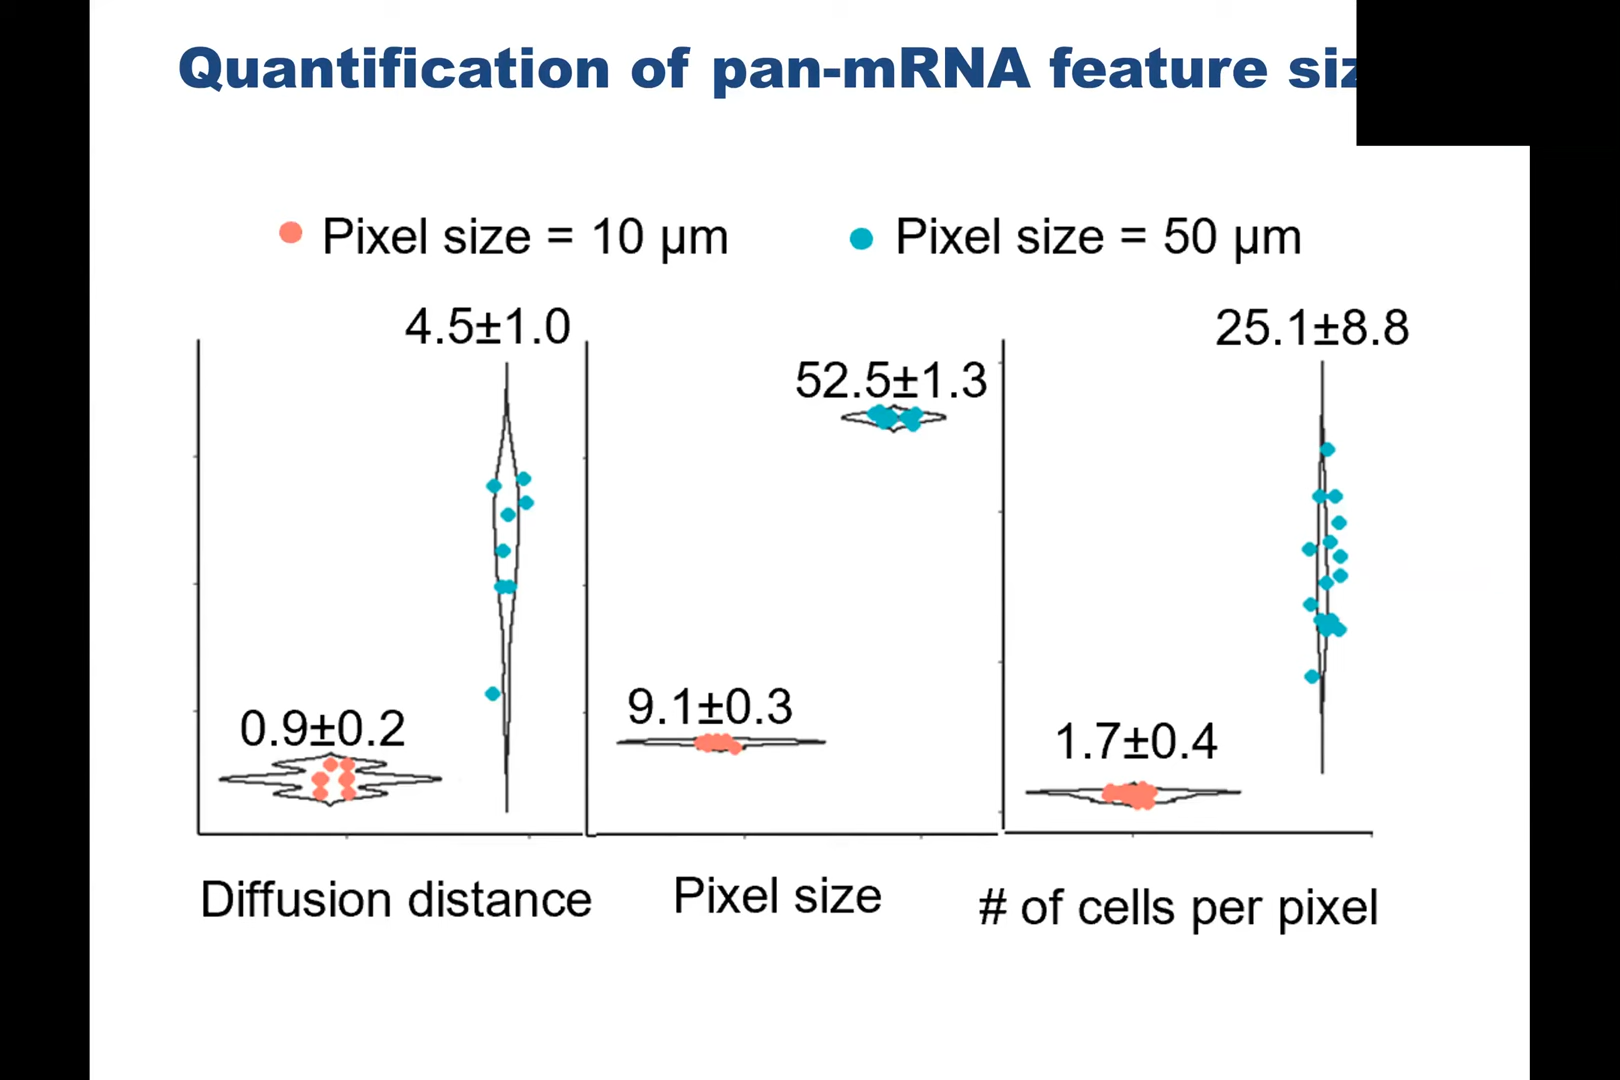 Quantification of pan-mRNA feature
Pixel size = 10 μm
Pixel size = 50 μm
4.5±1.0
25.1±8.8
52.5±1.3
0.9±0.2
9.1±0.3
1.7±0.4
Diffusion distance
Pixel size
# of cells per pixel